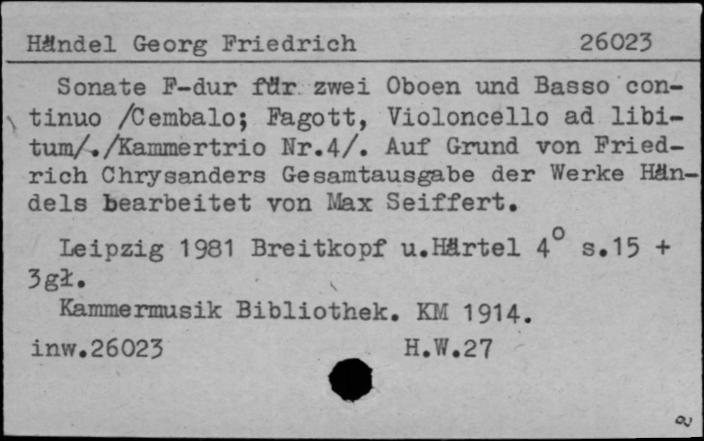 Händel Georg Friedrich 26023
Sonate F-dur für zwei Oboen und Basso con-
tinuo /Cembalo; Fagott, Violoncello ad libi-
tum/./Kammertrio Nr.4/. Auf Grund von Fried-
rich Chrysanders Gesamtausgabe der Werke Hän-
dels bearbeitet von Max Seiffert.
Leipzig 1981 Breitkopf u.Härtel 4° s.15 +
3gł.
Kammermusik Bibliothek. KM 1914.
inw.26023 H.W.27